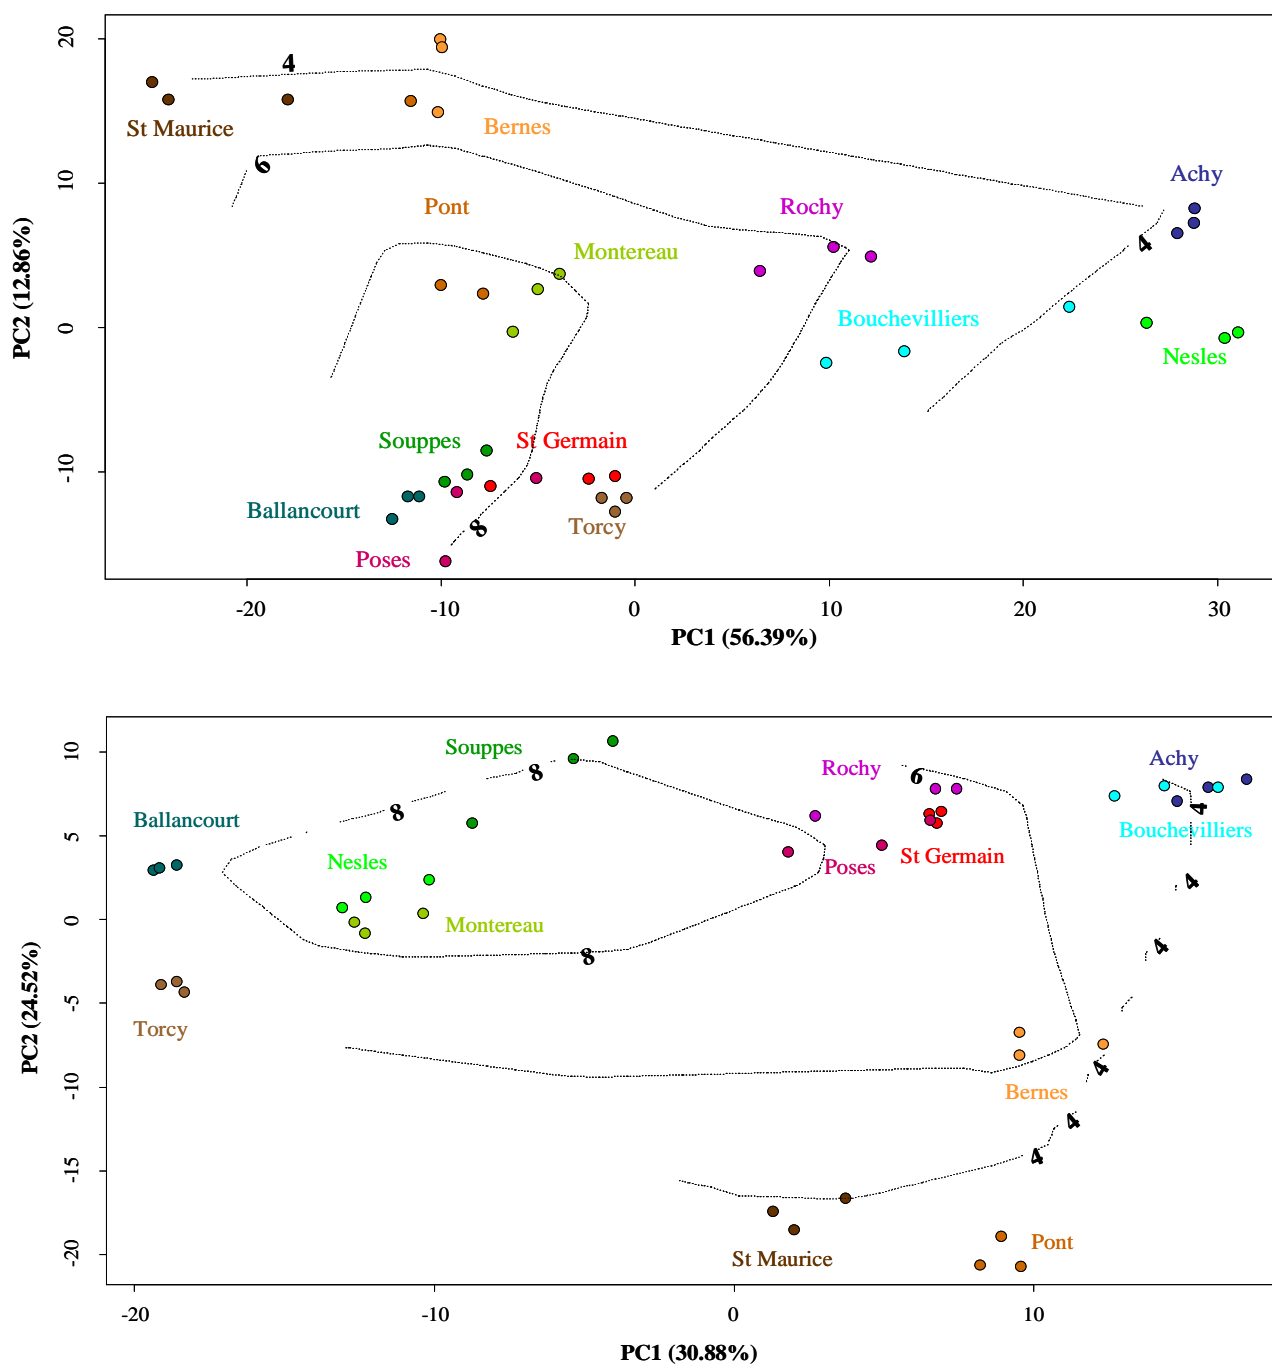 20
4
St Maurice
Bernes
6
10
Achy
Pont
Rochy
4
Montereau
PC2 (12.86%)
Bouchevilliers
0
Nesles
Souppes
St Germain
-10
Ballancourt
8
Torcy
Poses
-20
-10
0
10
20
30
PC1 (56.39%)
10
Souppes
8
Rochy
6
Achy
8
4
Ballancourt
Bouchevilliers
5
Nesles
St Germain
Poses
4
0
Montereau
8
4
PC2 (24.52%)
-5
Torcy
4
-10
Bernes
4
4
-15
-20
St Maurice
Pont
-20
-10
0
10
PC1 (30.88%)